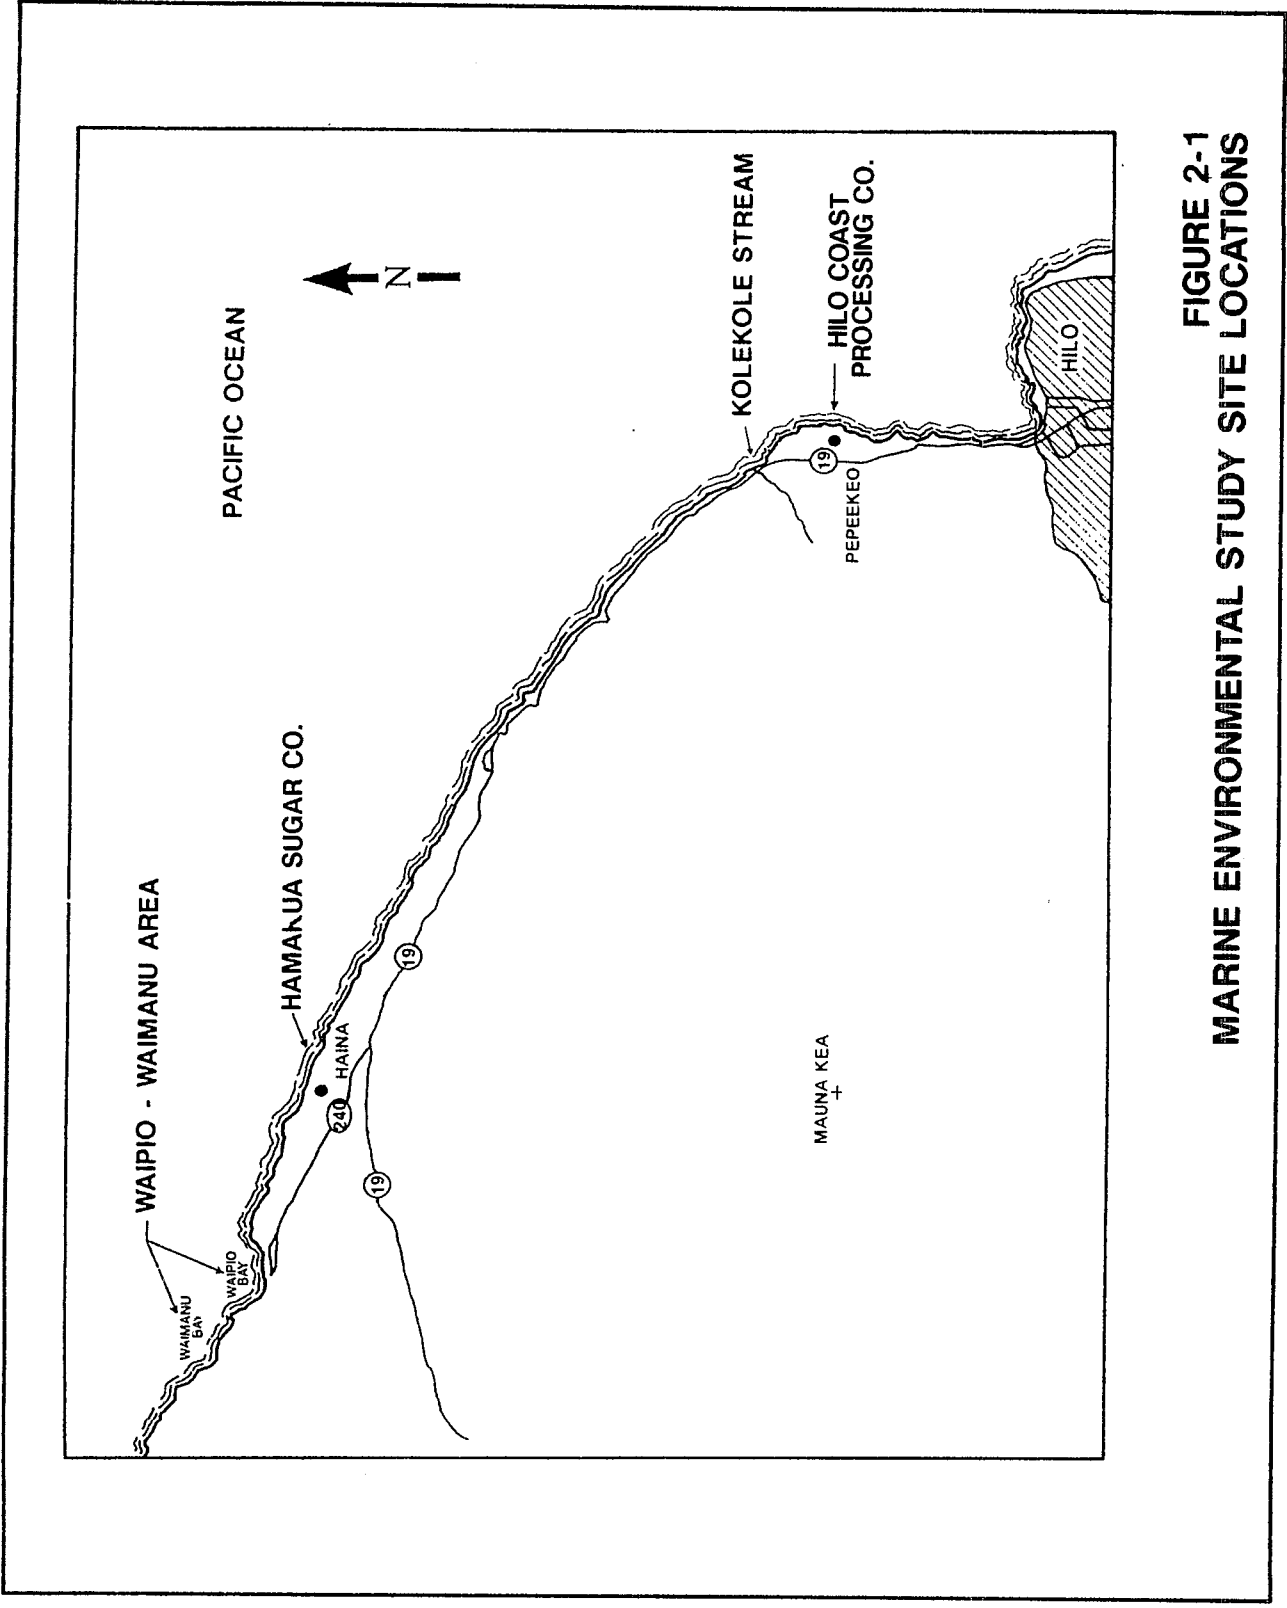 WAIPIO - WAIMANU AREA
WAIMANU
BAY
WAIPIO
BAY
HAMAKUA SUGAR CO.
PACIFIC OCEAN
N
HAINA
240
19
19
KOLEKOLE STREAM
HILO COAST
PROCESSING CO.
19
PEPEEKEO
MAUNA KEA
HILO
FIGURE 2-1
MARINE ENVIRONMENTAL STUDY SITE LOCATIONS